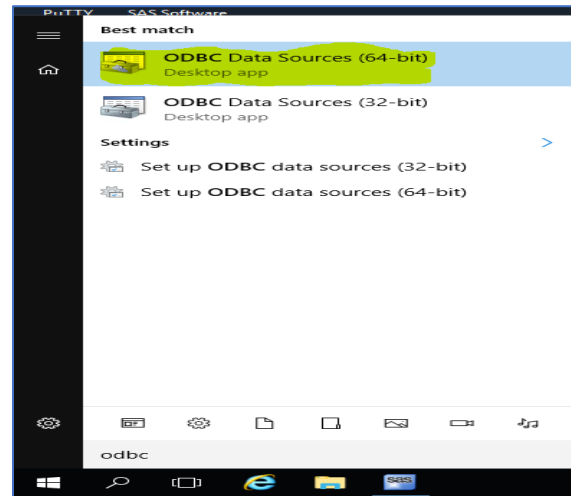 PuTTY SAS Software
Best match
ODBC Data Sources (64-bit)
Desktop app
ODBC Data Sources (32-bit)
Desktop app
Settings
Set up ODBC data sources (32-bit)
Set up ODBC data sources (64-bit)
odbc
sas